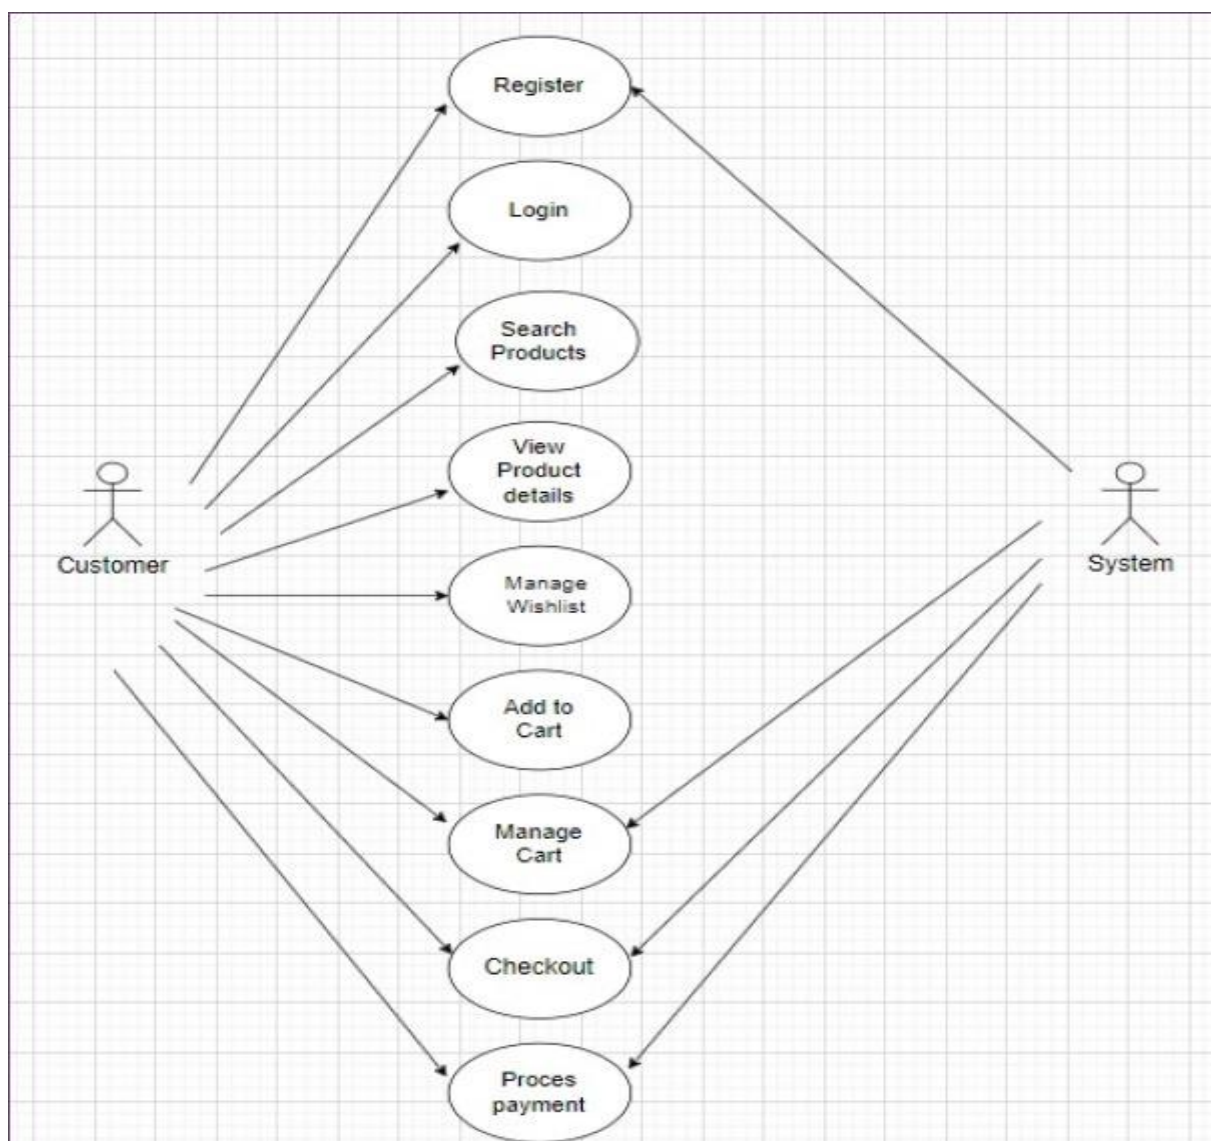 Register
Login
Search
Products
View
Product
details
Customer
System
Manage
Wishlist
Add to
Cart
Manage
Cart
Checkout
Proces
payment